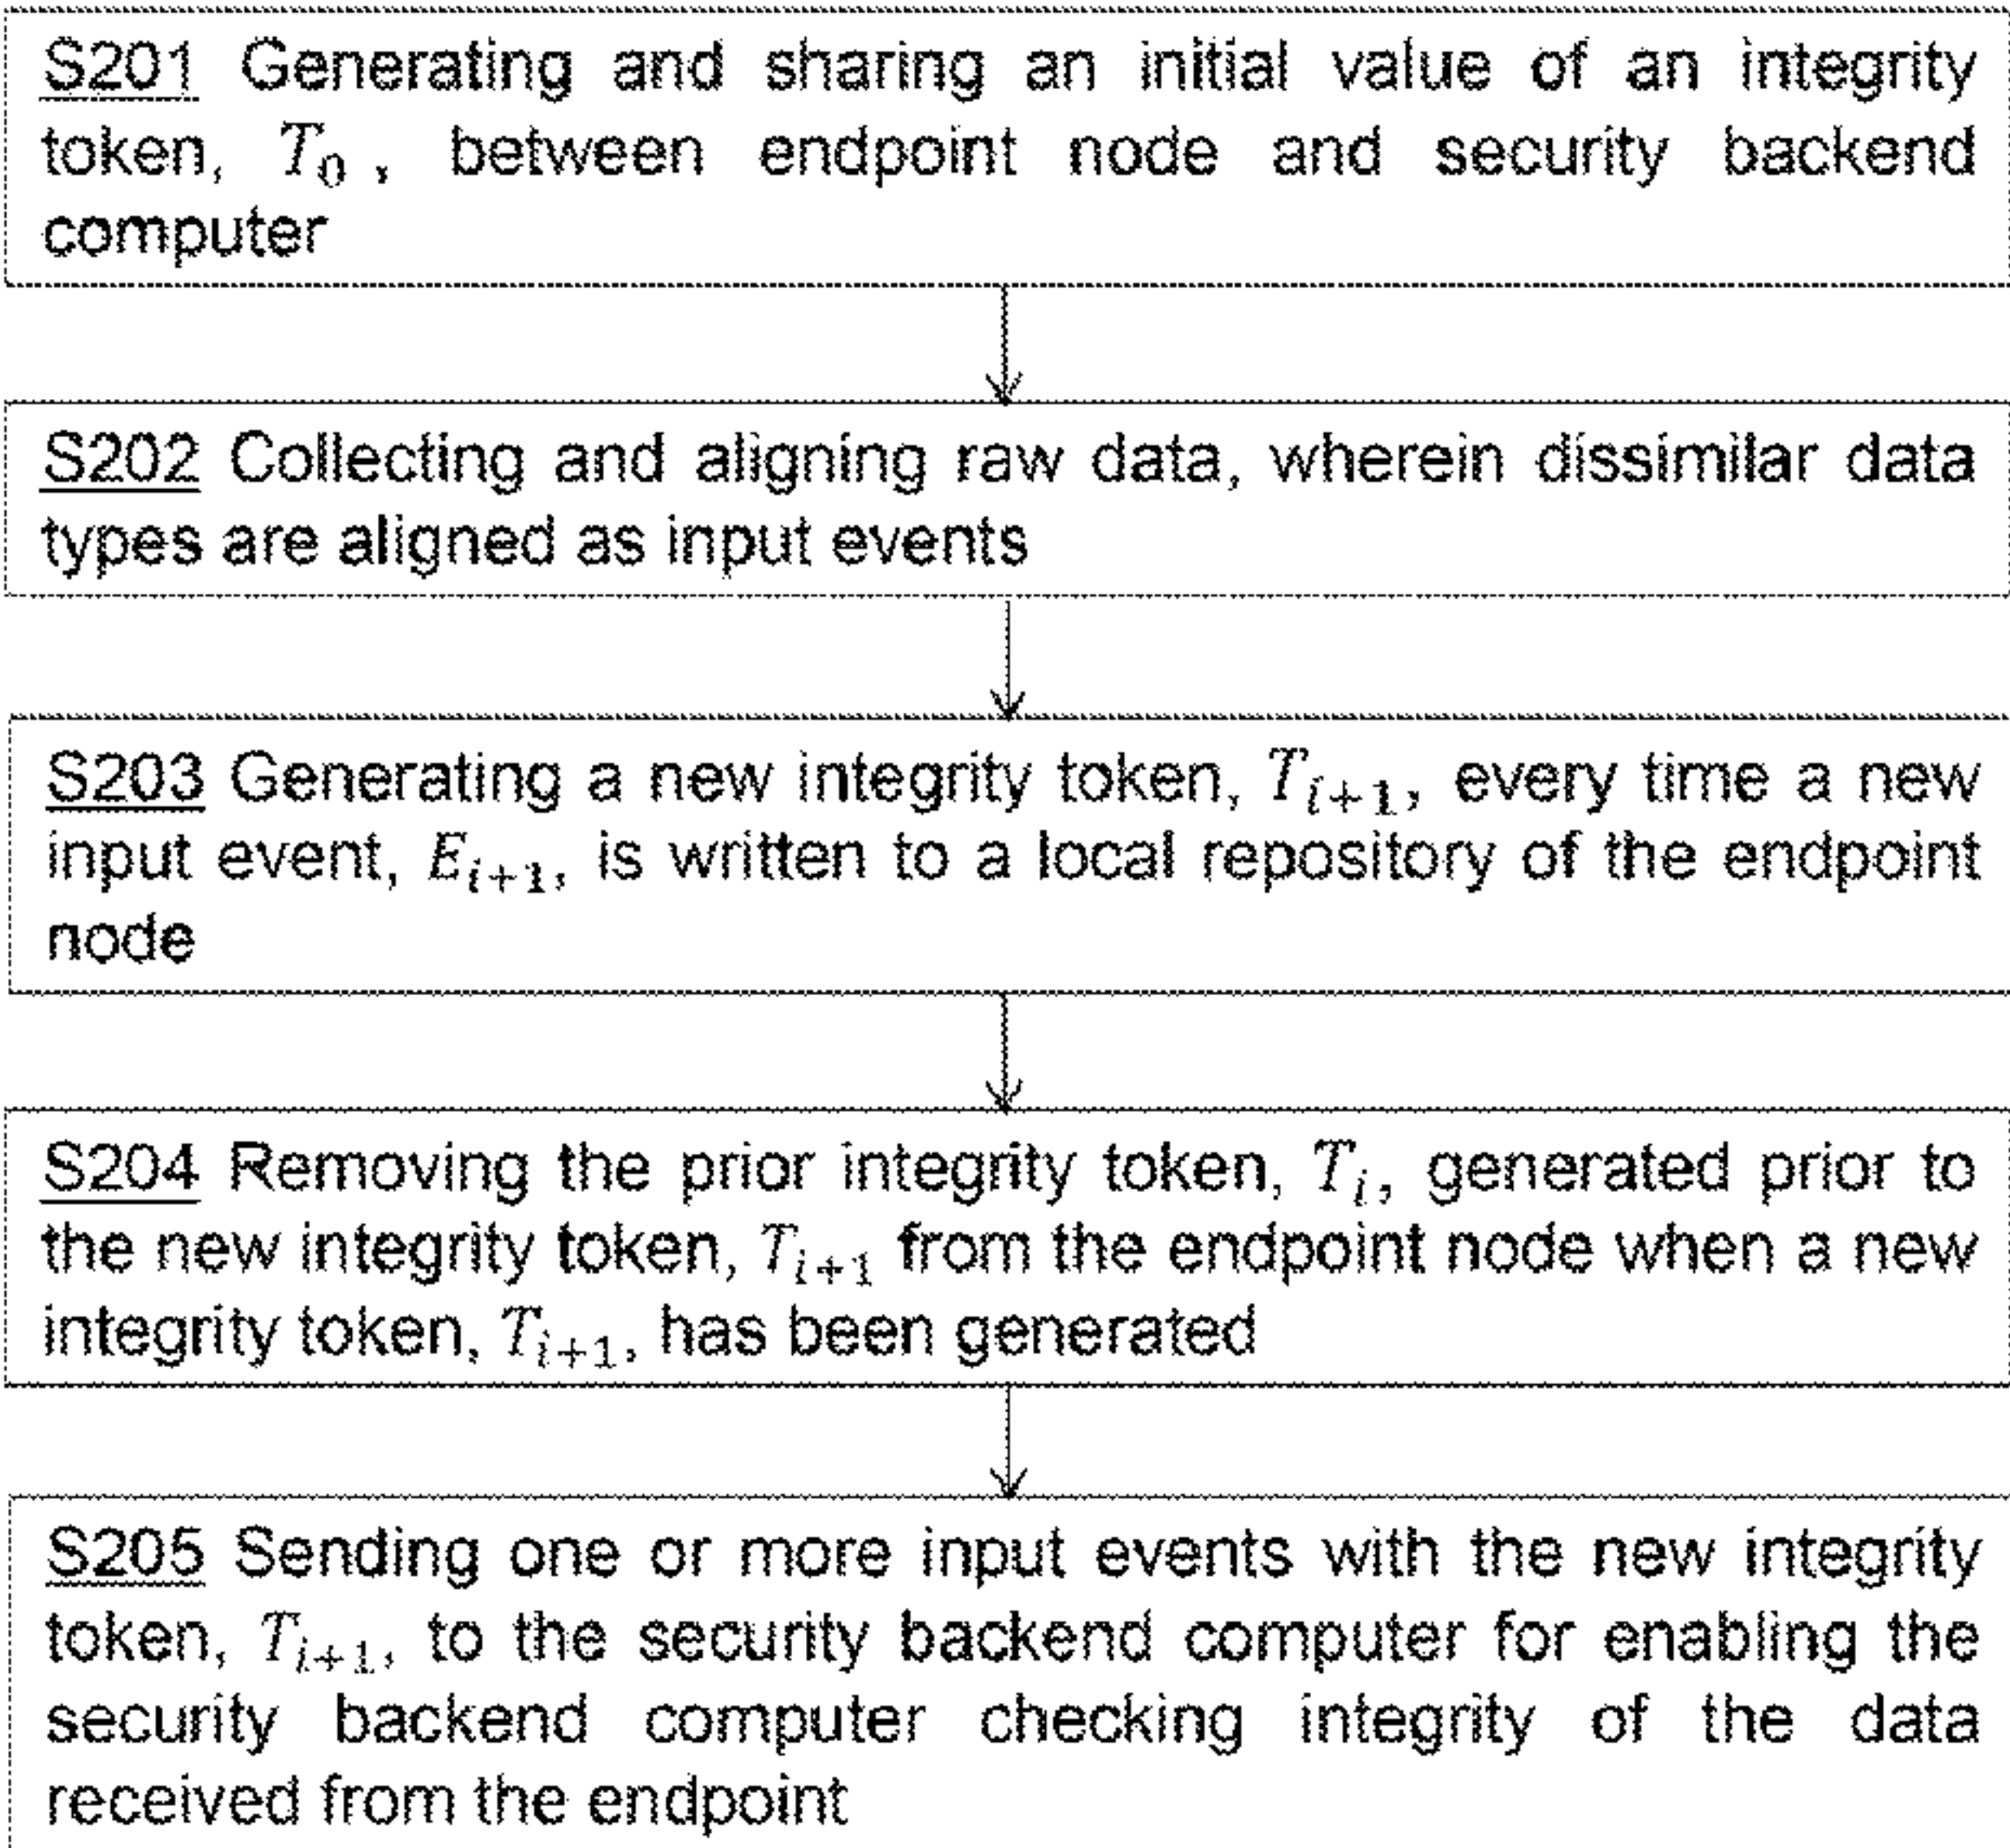 S201 Generating and sharing an initial value of an integrity
token, T₀ , between endpoint node and security backend
computer
S202 Collecting and aligning raw data, wherein dissimilar data
types are aligned as input events
S203 Generating a new integrity token, Tᵢ₊₁, every time a new
input event, Eᵢ₊₁, is written to a local repository of the endpoint
node
S204 Removing the prior integrity token, Tᵢ, generated prior to
the new integrity token, Tᵢ₊₁ from the endpoint node when a new
integrity token, Tᵢ₊₁, has been generated
S205 Sending one or more input events with the new integrity
token, Tᵢ₊₁, to the security backend computer for enabling the
security backend computer checking integrity of the data
received from the endpoint